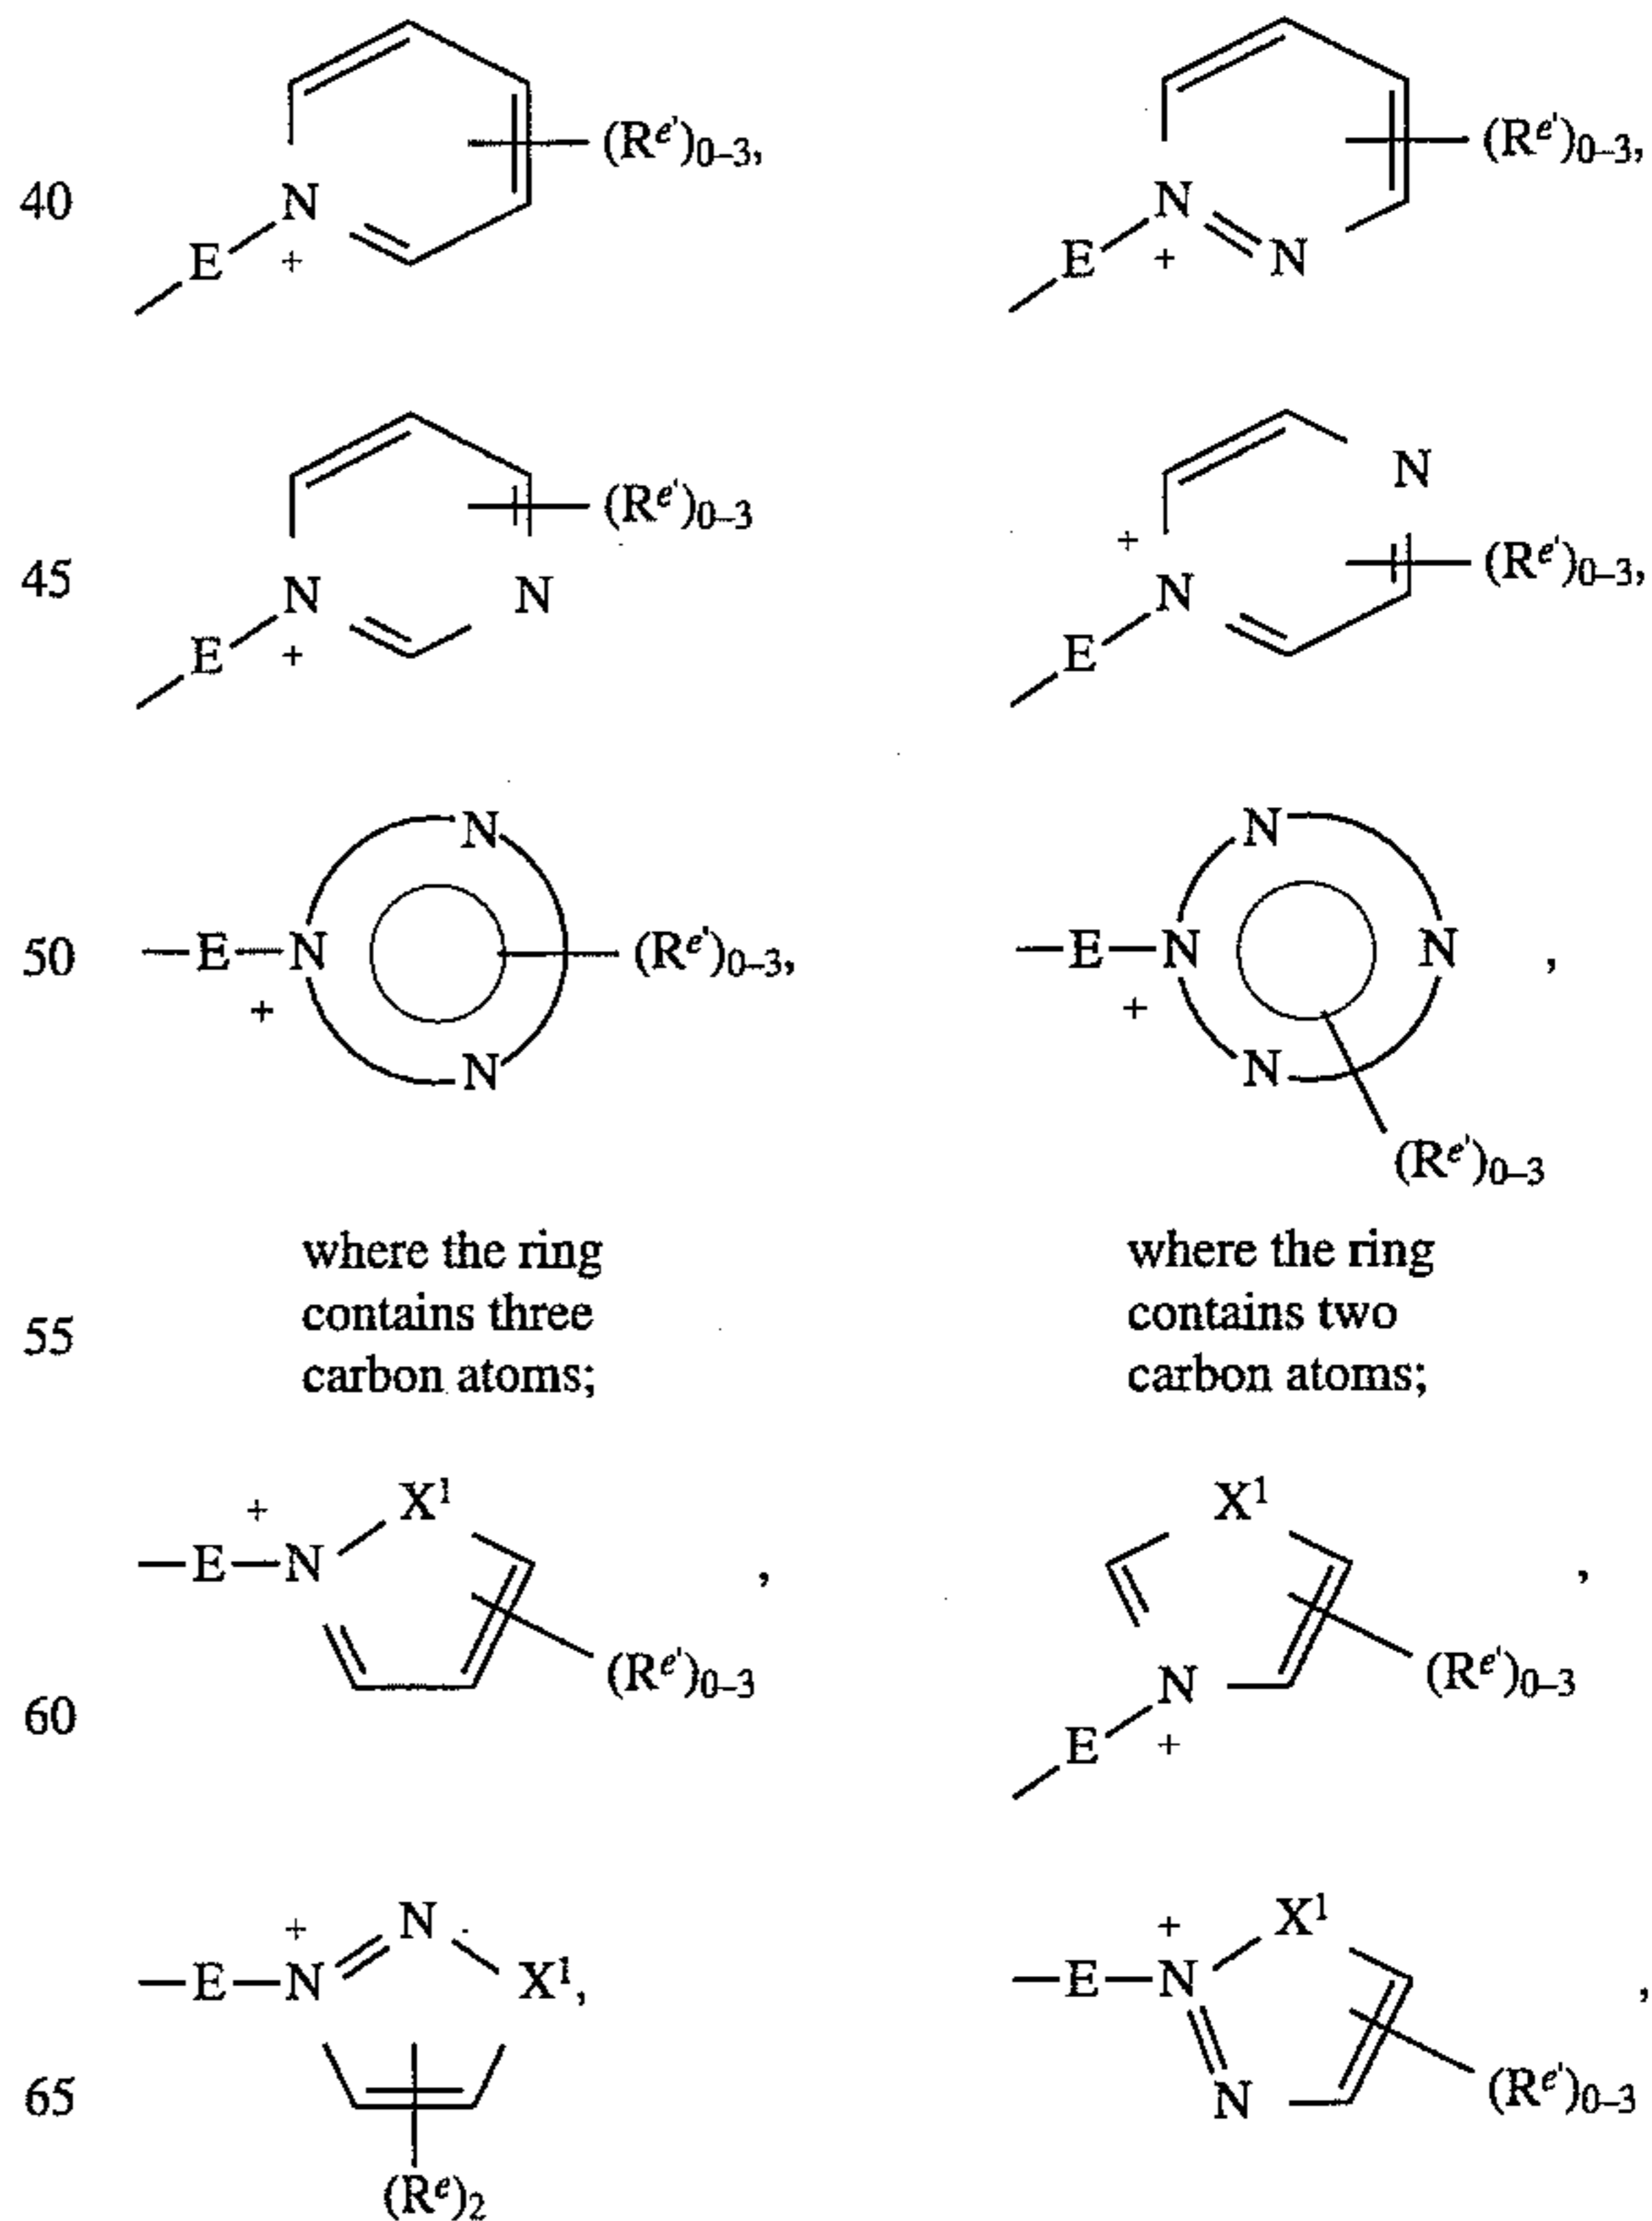 (Re')0–3, (Re')0–3,
40 N N
E + E + N
(Re')0–3 N
+
45 N N N (Re')0–3,
E + E
N N
50 —E—N (Re')0–3, —E—N N ,
+ +
N N
(Re')0–3
where the ring where the ring
55 contains three contains two
carbon atoms; carbon atoms;
+ X1 X1
—E—N , ,
(Re')0–3 N (Re')0–3
60 E +
+ N + X1
—E—N X1, —E—N ,
65 N (Re')0–3
(Re)2